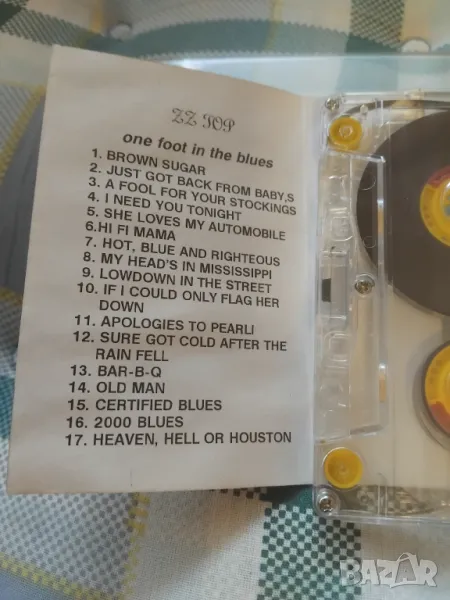 ZZ TOP
one foot in the blues
1. BROWN SUGAR
2. JUST GOT BACK FROM BABY,S
3. A FOOL FOR YOUR STOCKINGS
4. I NEED YOU TONIGHT
5. SHE LOVES MY AUTOMOBILE
6.HI FI MAMA
7. HOT, BLUE AND RIGHTEOUS
8. MY HEAD'S IN MISSISSIPPI
9. LOWDOWN IN THE STREET
10. IF I COULD ONLY FLAG HER
DOWN
11. APOLOGIES TO PEARLI
12. SURE GOT COLD AFTER THE
RAIN FELL
13. BAR-B-Q
14. OLD MAN
15. CERTIFIED BLUES
16. 2000 BLUES
17. HEAVEN, HELL OR HOUSTON
BAZAR.bg